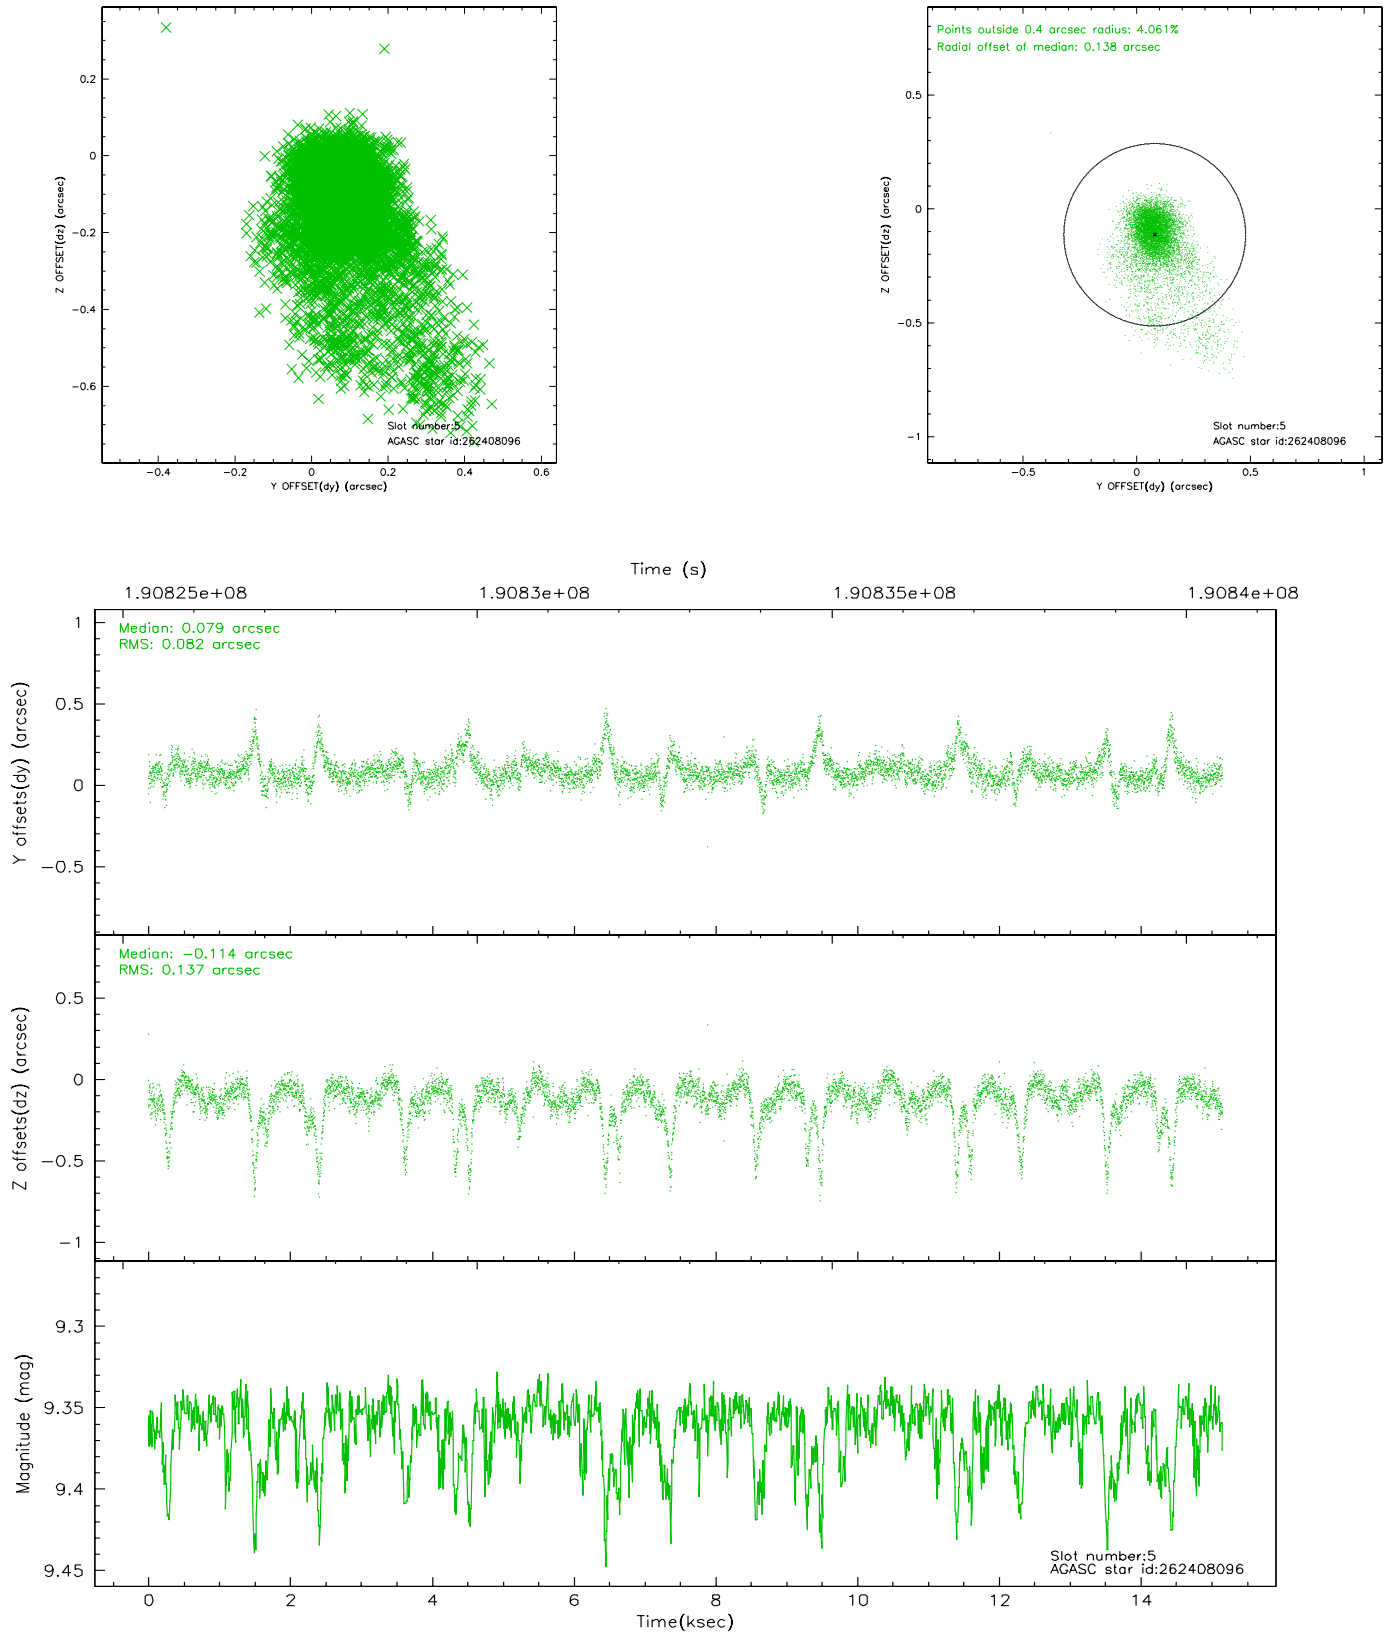 0.2
0
−0.2
−0.4
−0.6
Z OFFSET(dz) (arcsec)
Slot number:5
AGASC star id:262408096
−0.4
−0.2
0
0.2
0.4
0.6
Y OFFSET(dy) (arcsec)
Points outside 0.4 arcsec radius: 4.061%
Radial offset of median: 0.138 arcsec
0.5
0
−0.5
−1
Z OFFSET(dz) (arcsec)
Slot number:5
AGASC star id:262408096
−0.5
0
0.5
1
Y OFFSET(dy) (arcsec)
Time (s)
1.90825e+08
1.9083e+08
1.90835e+08
1.9084e+08
Median: 0.079 arcsec
RMS: 0.082 arcsec
1
0.5
0
−0.5
Y offsets(dy) (arcsec)
Median: −0.114 arcsec
RMS: 0.137 arcsec
0.5
0
−0.5
−1
Z offsets(dz) (arcsec)
9.3
9.35
9.4
9.45
Magnitude (mag)
Slot number:5
AGASC star id:262408096
0
2
4
6
8
10
12
14
Time(ksec)